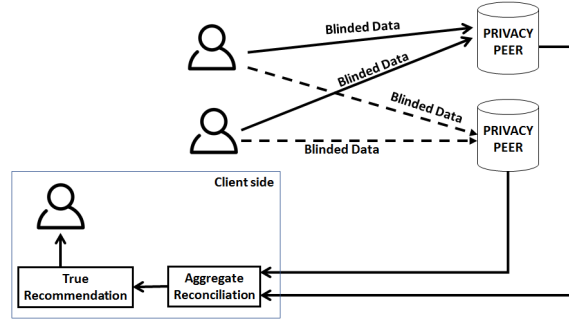 Blinded Data
PRIVACY
PEER
Blinded Data
Blinded Data
PRIVACY
PEER
Blinded Data
Client side
True
Recommendation
Aggregate
Reconciliation